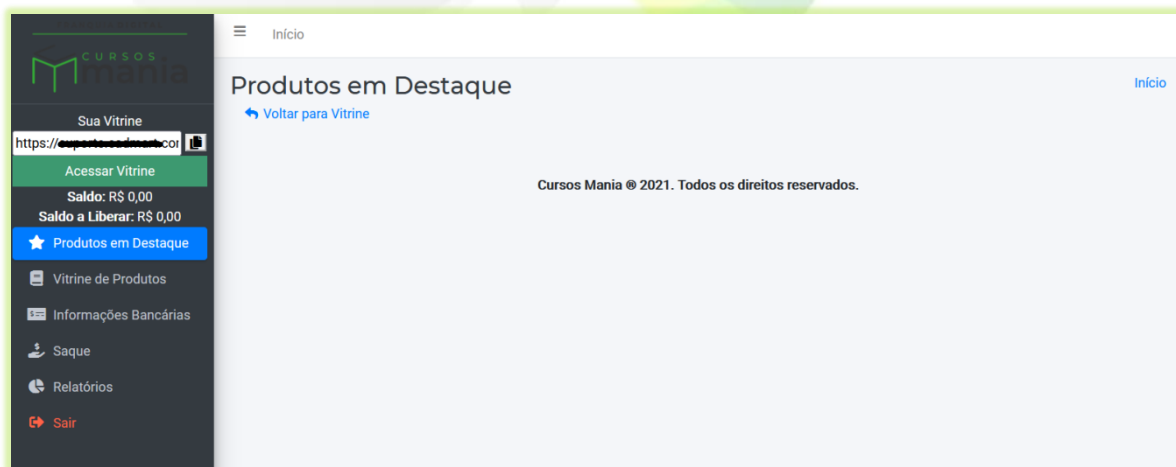 CURSOS
mania
Sua Vitrine
https://
Acessar Vitrine
Saldo: R$ 0,00
Saldo a Liberar: R$ 0,00
Produtos em Destaque
Vitrine de Produtos
Informações Bancárias
Saque
Relatórios
Sair
Início
Produtos em Destaque
Início
Voltar para Vitrine
Cursos Mania ® 2021. Todos os direitos reservados.